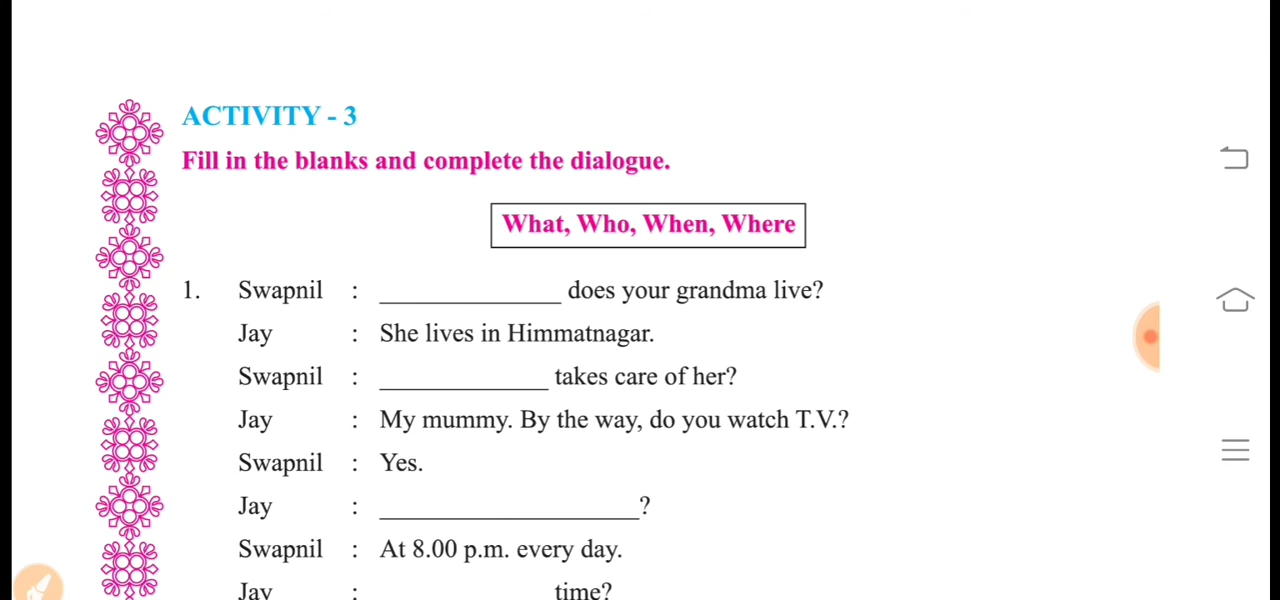 ACTIVITY - 3
Fill in the blanks and complete the dialogue.
What, Who, When, Where
1. Swapnil : ______________ does your grandma live?
Jay : She lives in Himmatnagar.
Swapnil : _____________ takes care of her?
Jay : My mummy. By the way, do you watch T.V.?
Swapnil : Yes.
Jay : ____________________?
Swapnil : At 8.00 p.m. every day.
Jay : _____________ time?